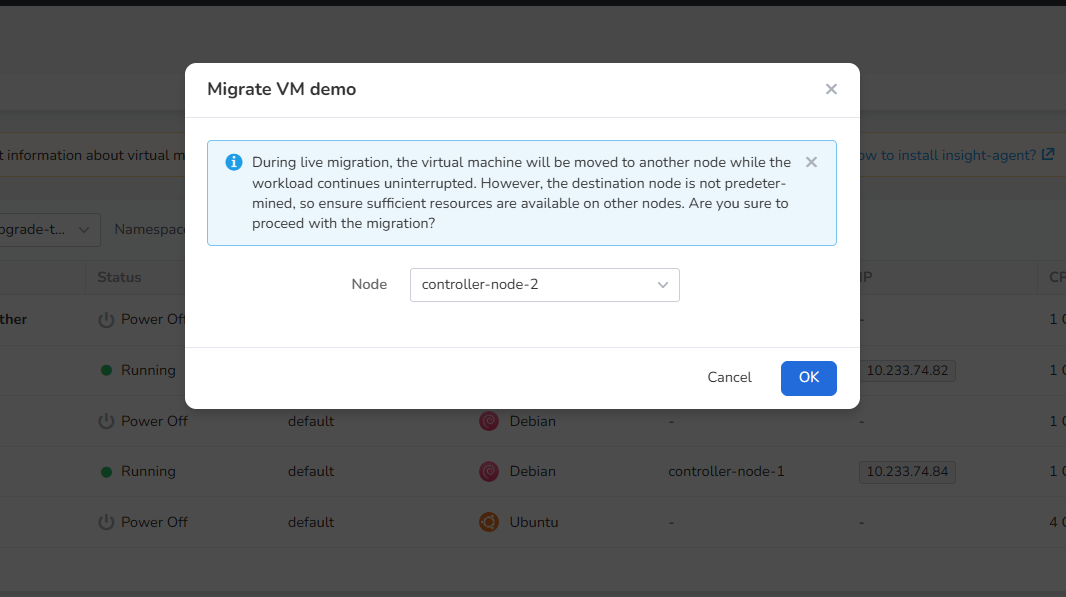 Migrate VM demo
t information about virtual m
During live migration, the virtual machine will be moved to another node while the
workload continues uninterrupted. However, the destination node is not predeter-
mined, so ensure sufficient resources are available on other nodes. Are you sure to
proceed with the migration?
ow to install insight-agent?
ograde-t...
Namespace
Node
controller-node-2
Status
IP
CP
ther
Power Off
-
1 C
Running
10.233.74.82
1 C
Cancel
OK
Power Off
default
Debian
-
-
1 C
Running
default
Debian
controller-node-1
10.233.74.84
1 C
Power Off
default
Ubuntu
-
-
4 C